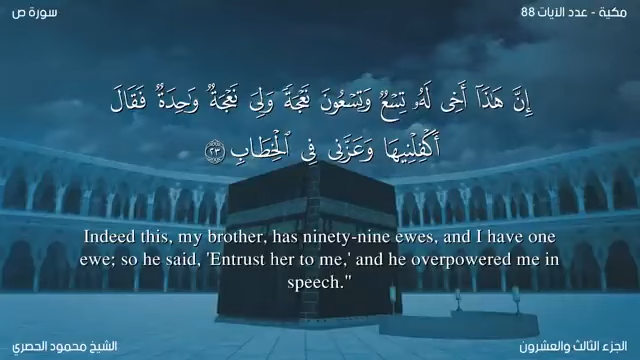 مكية - عدد الآيات 88
سورة ص
إِنَّ هَٰذَآ أَخِى لَهُۥ تِسْعٌ وَتِسْعُونَ نَعْجَةً وَلِىَ نَعْجَةٌ وَٰحِدَةٌ فَقَالَ
أَكْفِلْنِيهَا وَعَزَّنِى فِى ٱلْخِطَابِ ٢٣
Indeed this, my brother, has ninety-nine ewes, and I have one
ewe; so he said, 'Entrust her to me,' and he overpowered me in
speech."
الجزء الثالث والعشرون
الشيخ محمود الحصري